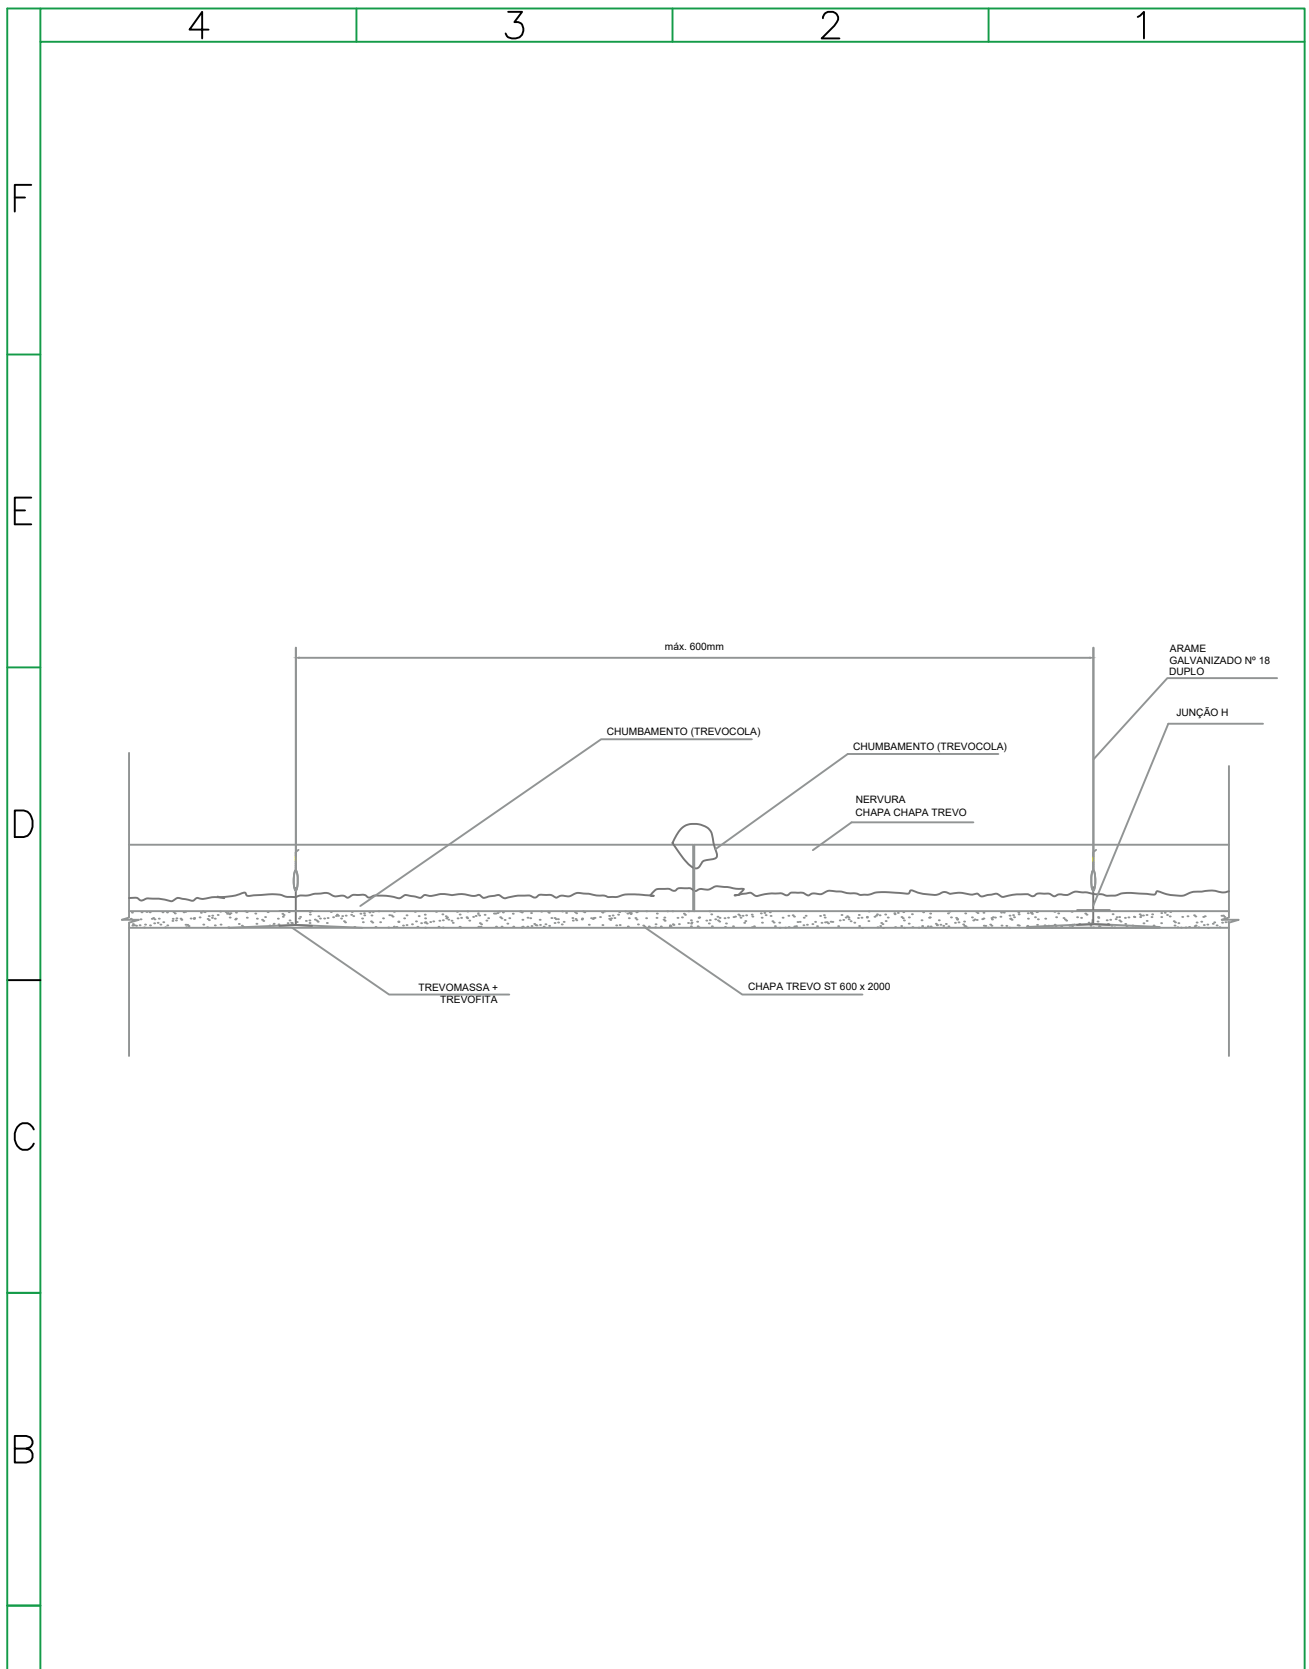 4 3 2 1
F
E
máx. 600mm
ARAME
GALVANIZADO Nº 18
DUPLO
JUNÇÃO H
CHUMBAMENTO (TREVOCOLA)
CHUMBAMENTO (TREVOCOLA)
NERVURA
CHAPA CHAPA TREVO
D
TREVOMASSA +
TREVOFITA
CHAPA TREVO ST 600 x 2000
C
B